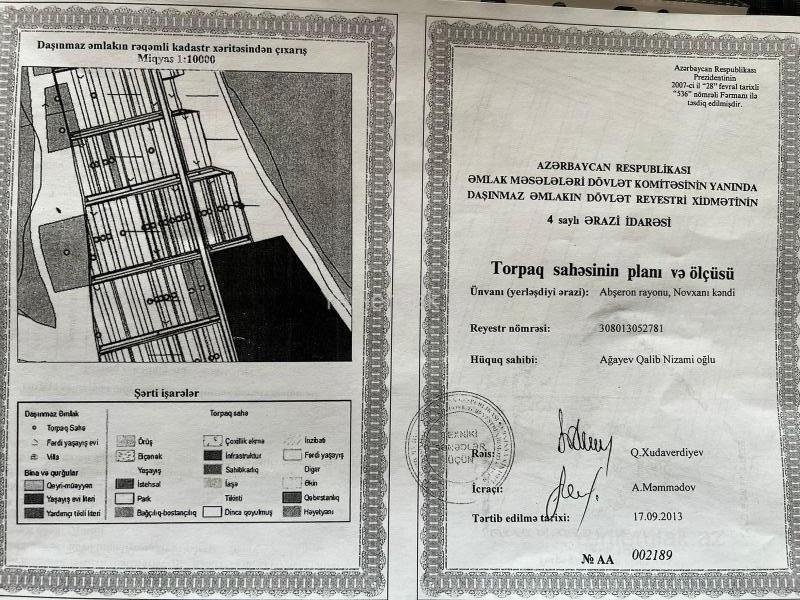 Daşınmaz əmlakın rəqəmli kadastr xəritəsindən çıxarış
Miqyas 1:10000
Şərti işarələr
Daşınmaz Əmlak
Torpaq Sahə
Fərdi yaşayış evi
Villa
Bina və qurğular
Qeyri-müəyyən
Yaşayış evi literi
Yardımçı tikili literi
Torpaq sahə
Örüş
Biçənək
Yaşayış
İstehsal
Park
Bağçılıq-bostançılıq
Çoxillik əkmə
İnfrastruktur
Sahibkarlıq
İaşə
Tikinti
Dincə qoyulmuş
İnzibati
Fərdi yaşayış
Digər
Əkin
Qəbristanlıq
Həyətyanı
Azərbaycan Respublikası
Prezidentinin
2007-ci il "28" fevral tarixli
"536" nömrəli Fərmanı ilə
təsdiq edilmişdir.
AZƏRBAYCAN RESPUBLİKASI
ƏMLAK MƏSƏLƏLƏRİ DÖVLƏT KOMİTƏSİNİN YANINDA
DAŞINMAZ ƏMLAKIN DÖVLƏT REYESTRİ XİDMƏTİNİN
4 saylı ƏRAZİ İDARƏSİ
Torpaq sahəsinin planı və ölçüsü
Ünvanı (yerləşdiyi ərazi): Abşeron rayonu, Novxanı kəndi
Reyestr nömrəsi: 308013052781
Hüquq sahibi: Ağayev Qalib Nizami oğlu
TEXNİKİ
SƏNƏDLƏR
ÜÇÜN
Rəis: Q.Xudaverdiyev
İcraçı: A.Məmmədov
Tərtib edilmə tarixi: 17.09.2013
№ AA 002189